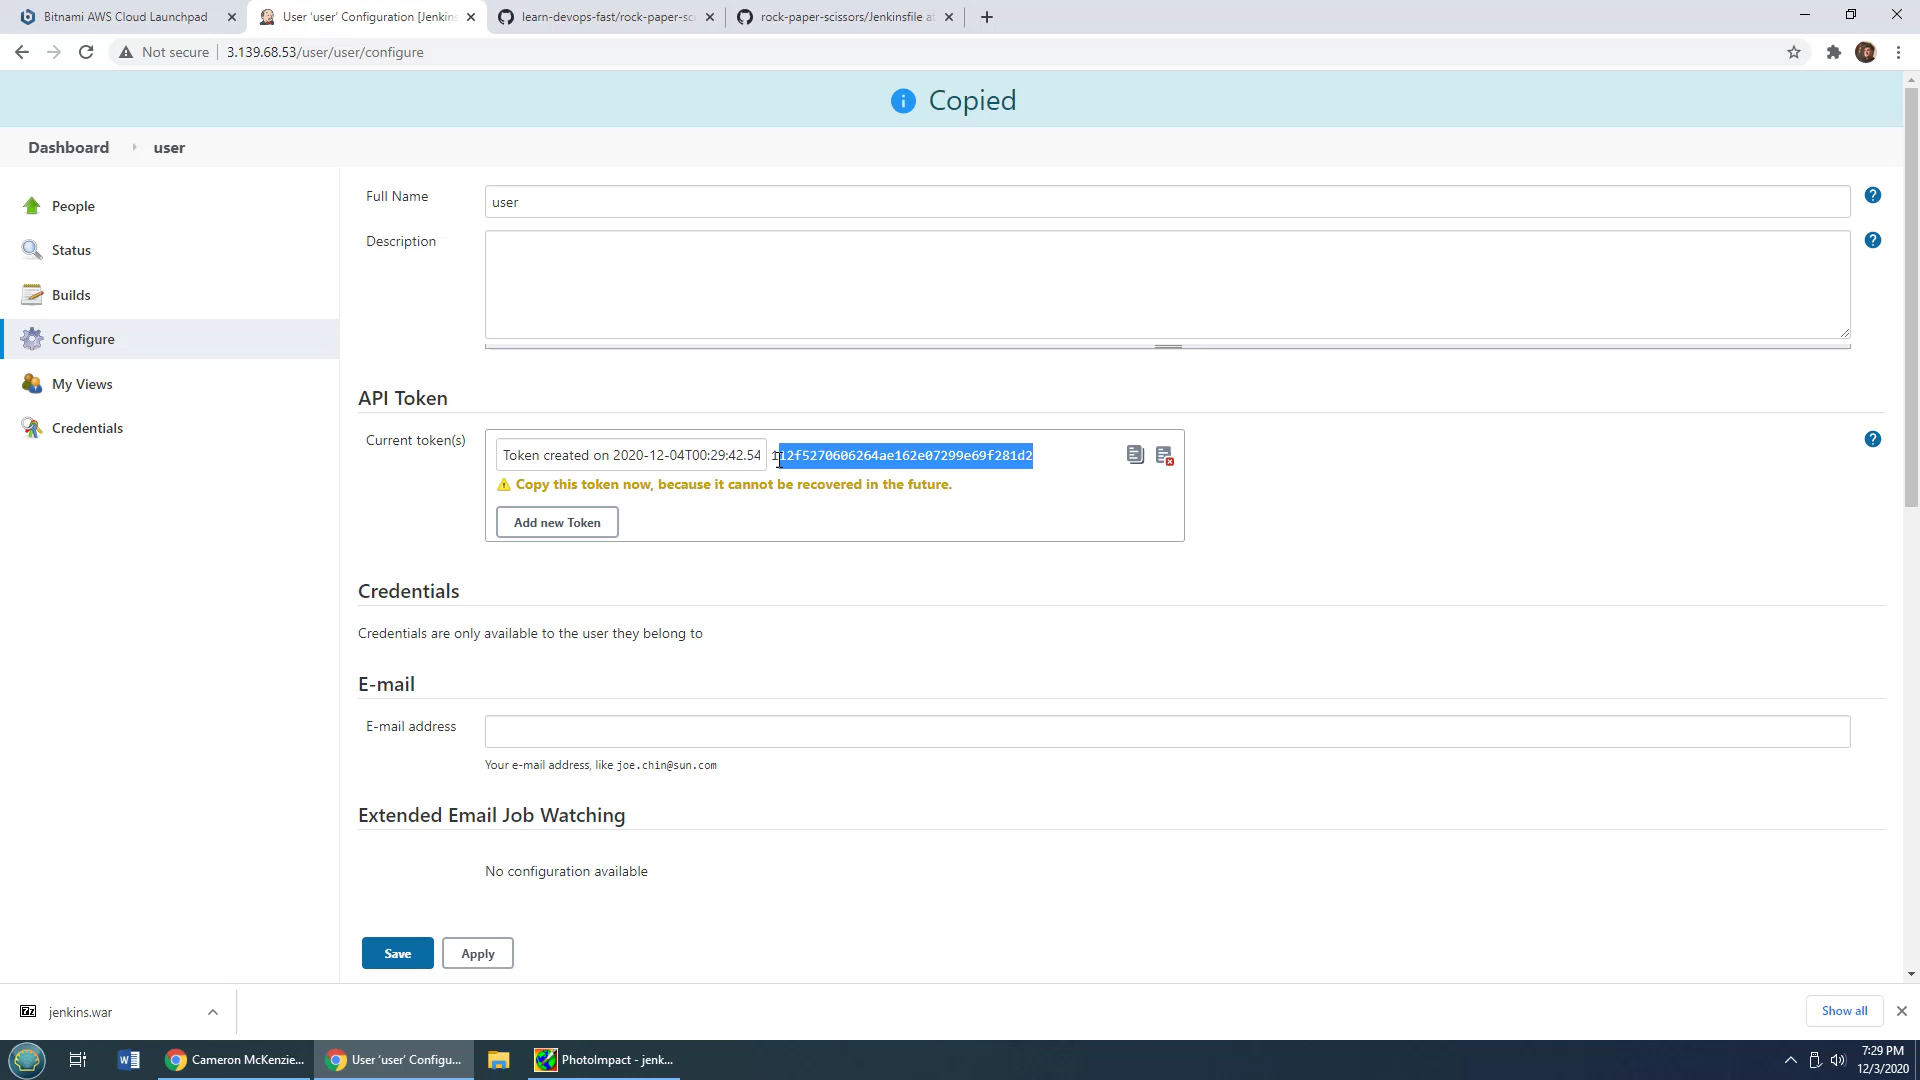 Bitnami AWS Cloud Launchpad
User 'user' Configuration [Jenkins
learn-devops-fast/rock-paper-sc
rock-paper-scissors/Jenkinsfile at
Not secure
3.139.68.53/user/user/configure
Copied
Dashboard
user
People
Status
Builds
Configure
My Views
Credentials
Full Name
user
Description
API Token
Current token(s)
Token created on 2020-12-04T00:29:42.54
112f5270606264ae162e07299e69f281d2
Copy this token now, because it cannot be recovered in the future.
Add new Token
Credentials
Credentials are only available to the user they belong to
E-mail
E-mail address
Your e-mail address, like joe.chin@sun.com
Extended Email Job Watching
No configuration available
Save
Apply
jenkins.war
Show all
Cameron McKenzie...
User 'user' Configu...
PhotoImpact - jenk...
7:29 PM
12/3/2020